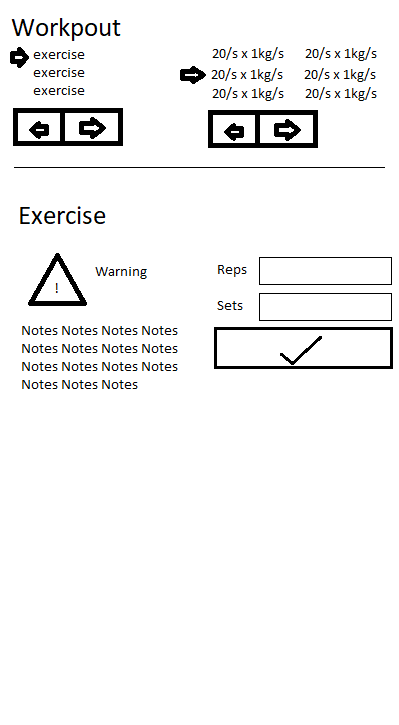 Workpout
exercise
exercise
exercise
20/s x 1kg/s 20/s x 1kg/s
20/s x 1kg/s 20/s x 1kg/s
20/s x 1kg/s 20/s x 1kg/s
Exercise
!
Warning
Notes Notes Notes Notes
Notes Notes Notes Notes
Notes Notes Notes Notes
Notes Notes Notes
Reps
Sets